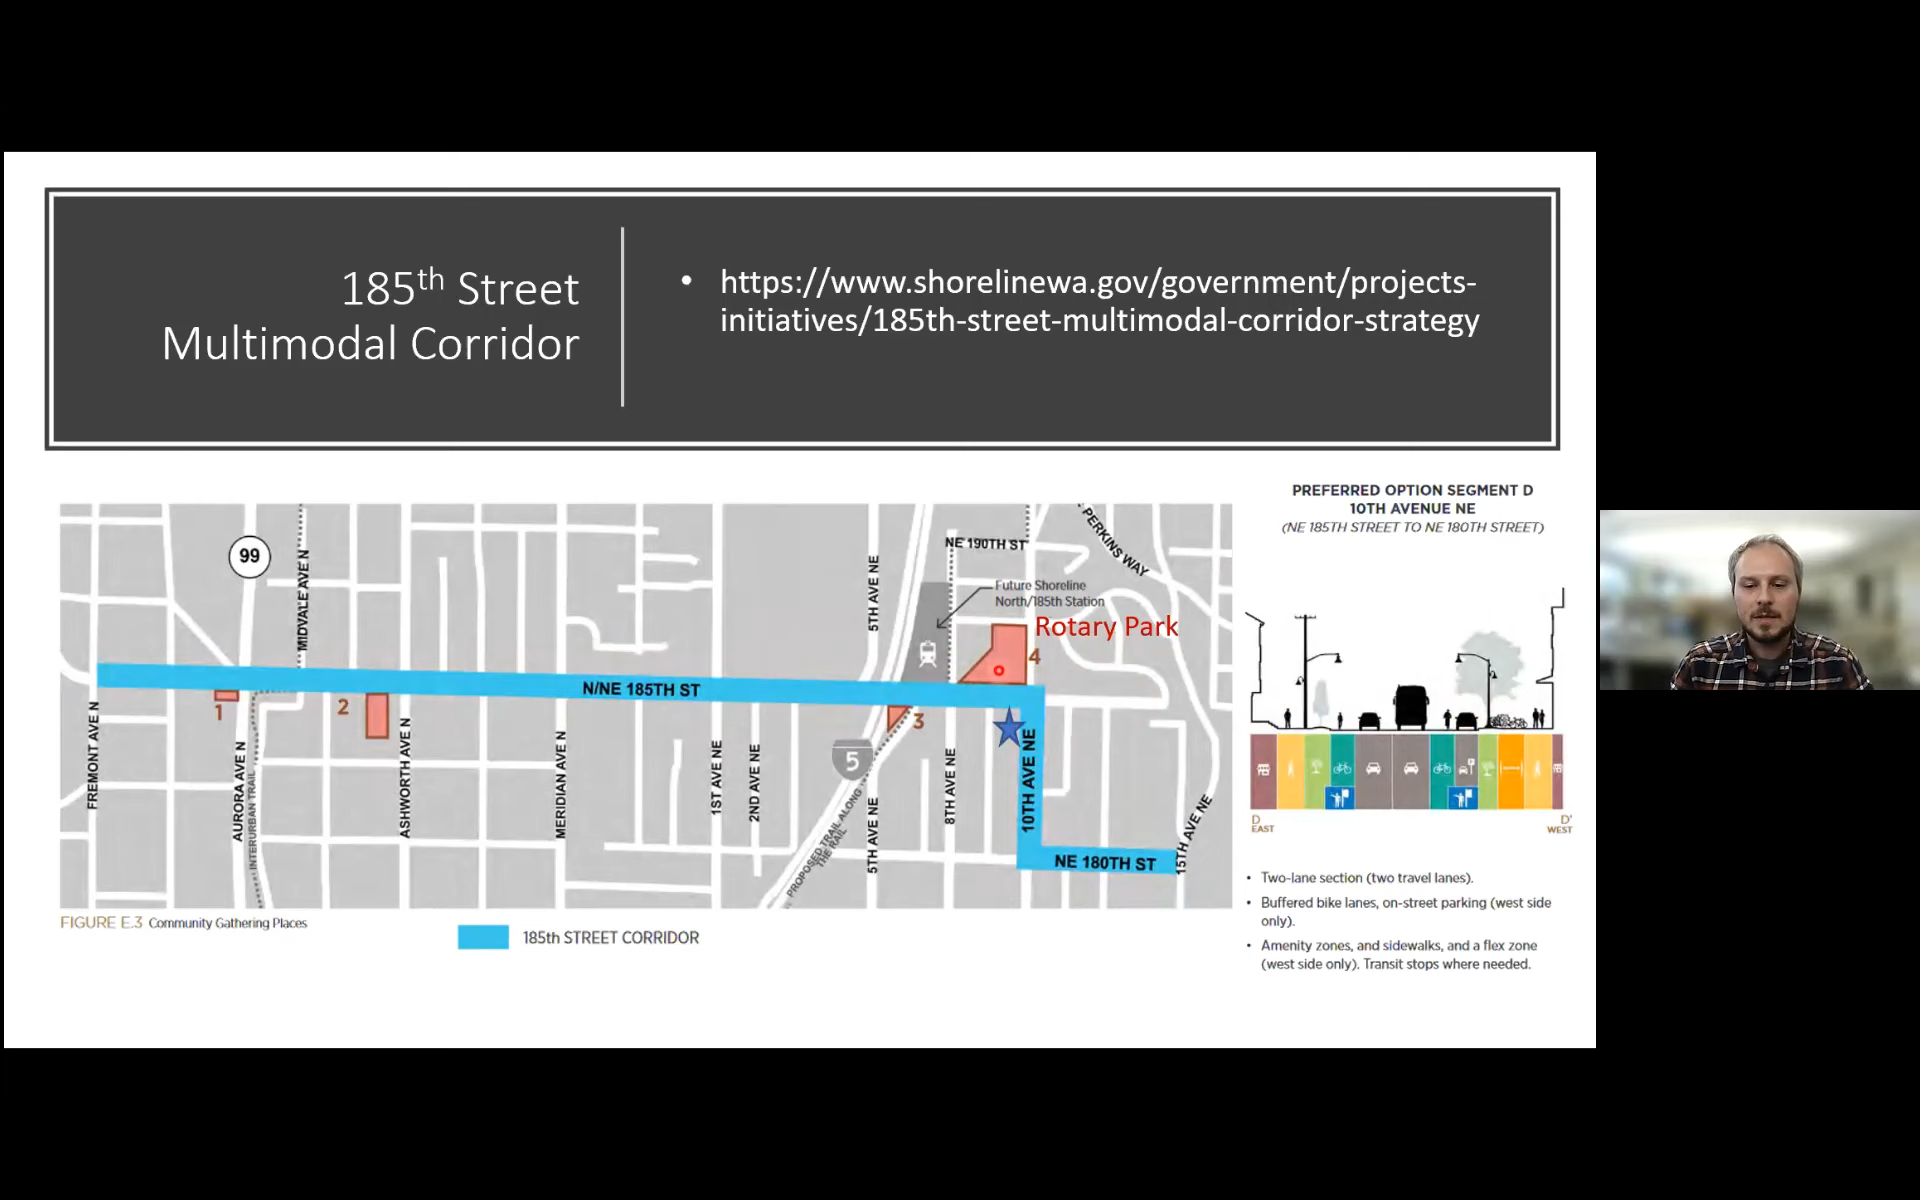 185th Street
Multimodal Corridor
• https://www.shorelinewa.gov/government/projects-
initiatives/185th-street-multimodal-corridor-strategy
PREFERRED OPTION SEGMENT D
10TH AVENUE NE
(NE 185TH STREET TO NE 180TH STREET)
99
MIDVALE AVE N
5TH AVE NE
NE 190TH ST
PERKINS WAY
Future Shoreline
North/185th Station
Rotary Park
4
N/NE 185TH ST
1
2
3
5
FREMONT AVE N
AURORA AVE N
INTERURBAN TRAIL
ASHWORTH AVE N
MERIDIAN AVE N
1ST AVE NE
2ND AVE NE
PROPOSED TRAIL ALONG
THE RAIL
5TH AVE NE
8TH AVE NE
10TH AVE NE
15TH AVE NE
NE 180TH ST
FIGURE E.3 Community Gathering Places
185th STREET CORRIDOR
D
EAST
D'
WEST
• Two-lane section (two travel lanes).
• Buffered bike lanes, on-street parking (west side
only).
• Amenity zones, and sidewalks, and a flex zone
(west side only). Transit stops where needed.